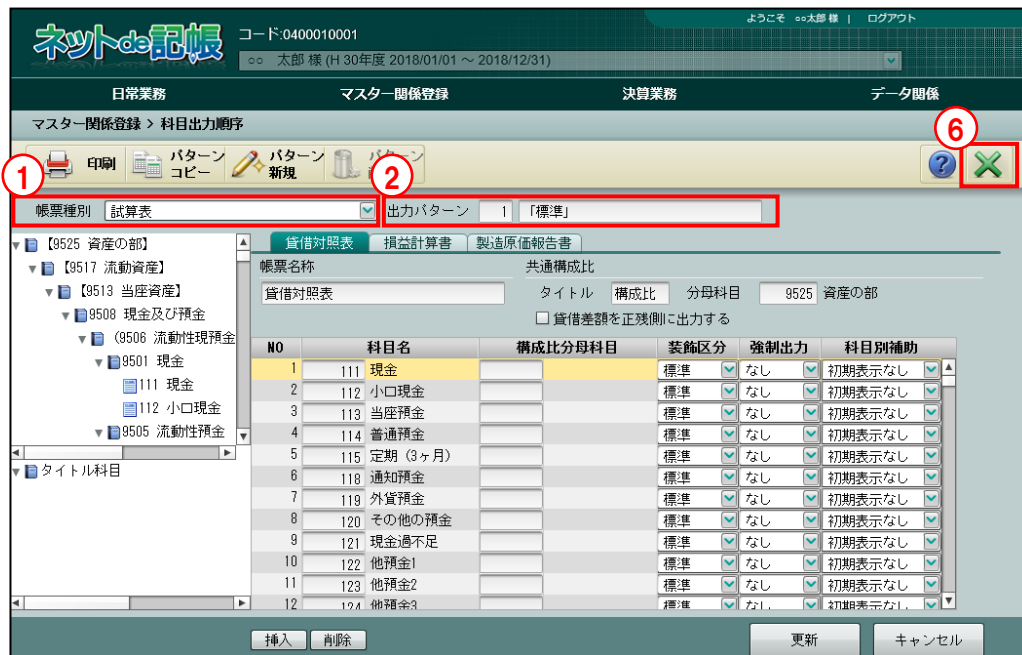 ようこそ ○○太郎 様 | ログアウト
ネットde記帳 コード:0400010001
○○ 太郎 様 (H 30年度 2018/01/01 ～ 2018/12/31)
日常業務 マスター関係登録 決算業務 データ関係
マスター関係登録 > 科目出力順序
⑥
印刷 パターンコピー パターン新規 パターン
? 
① ②
帳票種別 試算表 出力パターン 1 「標準」
【9525 資産の部】
【9517 流動資産】
【9513 当座資産】
9508 現金及び預金
(9506 流動性現預金
9501 現金
111 現金
112 小口現金
9505 流動性預金
タイトル科目
貸借対照表 損益計算書 製造原価報告書
帳票名称 共通構成比
貸借対照表 タイトル 構成比 分母科目 9525 資産の部
貸借差額を正残側に出力する
NO 科目名 構成比分母科目 装飾区分 強制出力 科目別補助
1 111 現金 標準 なし 初期表示なし
2 112 小口現金 標準 なし 初期表示なし
3 113 当座預金 標準 なし 初期表示なし
4 114 普通預金 標準 なし 初期表示なし
5 115 定期（3ヶ月） 標準 なし 初期表示なし
6 118 通知預金 標準 なし 初期表示なし
7 119 外貨預金 標準 なし 初期表示なし
8 120 その他の預金 標準 なし 初期表示なし
9 121 現金過不足 標準 なし 初期表示なし
10 122 他預金1 標準 なし 初期表示なし
11 123 他預金2 標準 なし 初期表示なし
12 124 他預金3 標準 なし 初期表示なし
挿入 削除 更新 キャンセル